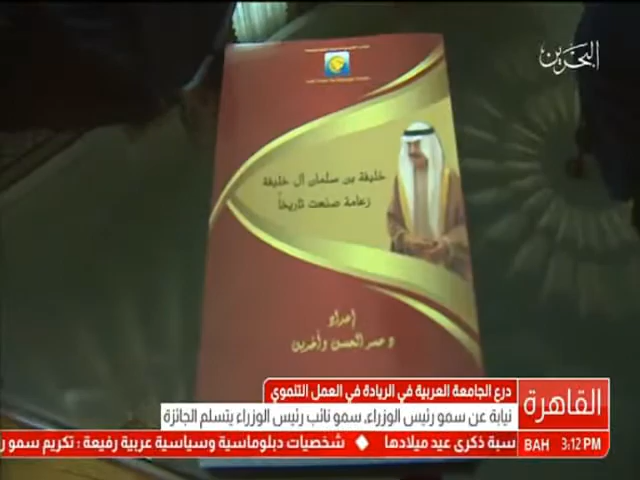 البحرين
خليفة بن سلمان آل خليفة
زعامة صنعت تاريخاً
إعداد
د عمر الحسن وآخرين
درع الجامعة العربية في الريادة في العمل التنموي
القاهرة
نيابة عن سمو رئيس الوزراء، سمو نائب رئيس الوزراء يتسلم الجائزة
BAH 3:12 PM
سبة ذكرى عيد ميلادها ◆ شخصيات دبلوماسية وسياسية عربية رفيعة : تكريم سمو ر